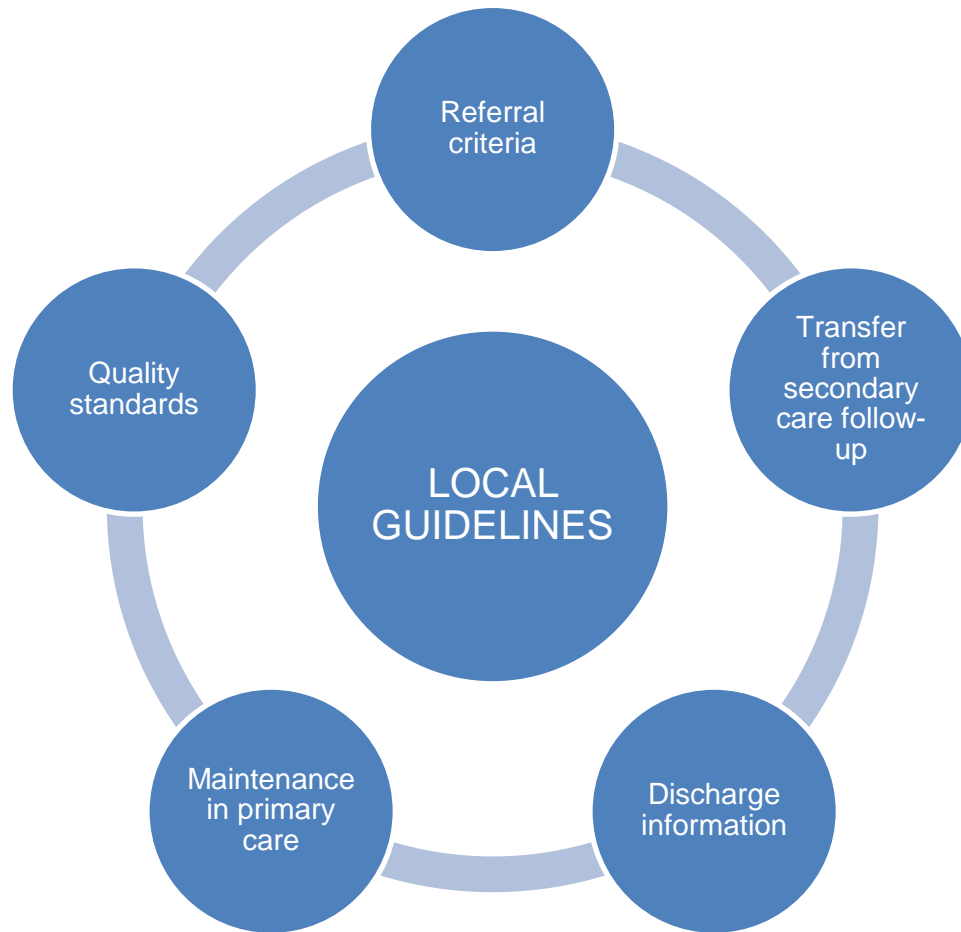 Referral
criteria
Transfer
from
secondary
care follow-
up
Discharge
information
Maintenance
in primary
care
Quality
standards
LOCAL
GUIDELINES